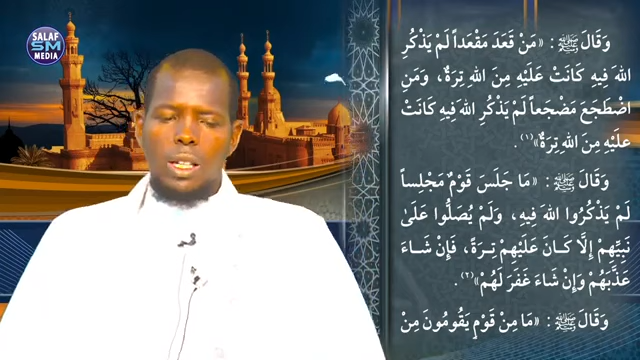 SALAF
SM
MEDIA
وَقَالَ ﷺ : «مَنْ قَعَدَ مَقْعَداً لَمْ يَذْكُرِ
اللهَ فِيهِ كَانَتْ عَلَيْهِ مِنَ اللهِ تِرَةٌ، وَمَنِ
اضْطَجَعَ مَضْجَعاً لَمْ يَذْكُرِ اللهَ فِيهِ كَانَتْ
عَلَيْهِ مِنَ اللهِ تِرَةٌ»(١).
وَقَالَ ﷺ : «مَا جَلَسَ قَوْمٌ مَجْلِساً
لَمْ يَذْكُرُوا اللهَ فِيهِ، وَلَمْ يُصَلُّوا عَلَىٰ
نَبِيِّهِمْ إِلَّا كَانَ عَلَيْهِمْ تِرَةً، فَإِنْ شَاءَ
عَذَّبَهُمْ وَإِنْ شَاءَ غَفَرَ لَهُمْ»(٢).
وَقَالَ ﷺ : «مَا مِنْ قَوْمٍ يَقُومُونَ مِنْ